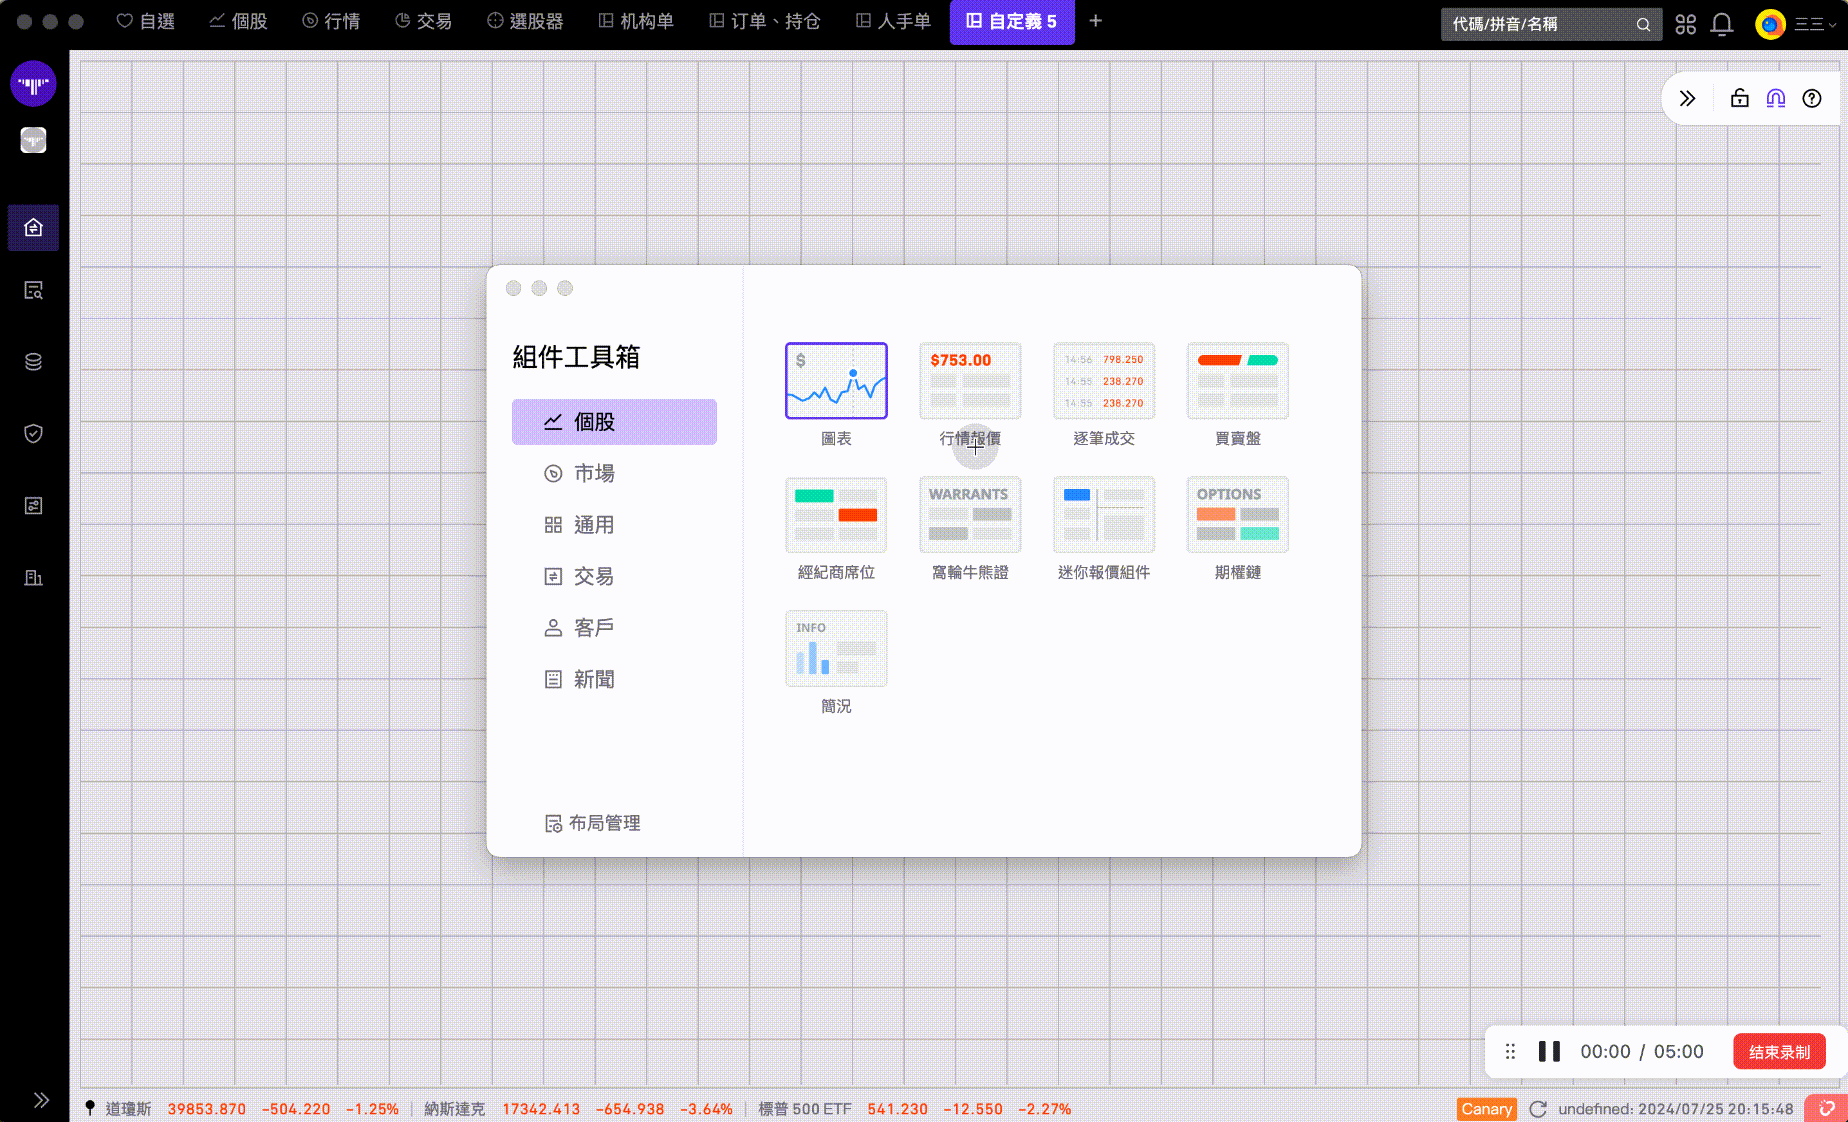 自選 個股 行情 交易 選股器 机构单 订单、持仓 人手单 自定義 5 +
代碼/拼音/名稱 三三
組件工具箱
個股
市場
通用
交易
客戶
新聞
布局管理
$
$753.00
14:56 798.250
14:55 238.270
14:55 238.270
圖表 行情報價 逐筆成交 買賣盤
WARRANTS
OPTIONS
經紀商席位 窩輪牛熊證 迷你報價組件 期權鏈
INFO
簡況
00:00 / 05:00 结束录制
道瓊斯 39853.870 -504.220 -1.25% 納斯達克 17342.413 -654.938 -3.64% 標普 500 ETF 541.230 -12.550 -2.27%
Canary undefined: 2024/07/25 20:15:48